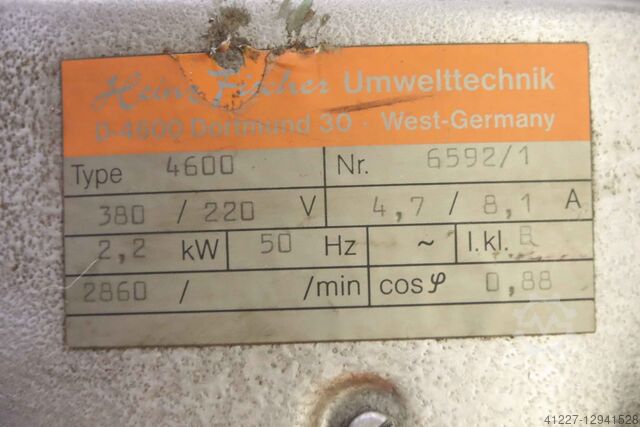 Heinz Fischer Umwelttechnik
D-4600 Dortmund 30 · West-Germany
Type 4600 Nr. 6592/1
380 / 220 V 4,7 / 8,1 A
2,2 kW 50 Hz ~ I.kl. B
2860 / /min cosφ 0,88
41227-12941528